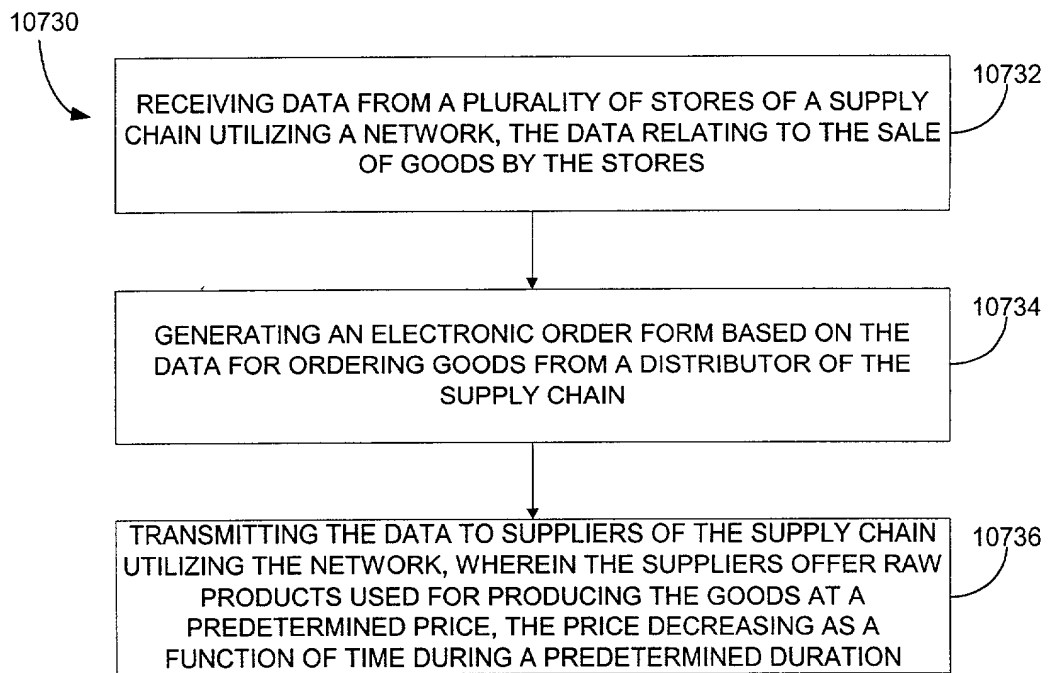 10730
10732
RECEIVING DATA FROM A PLURALITY OF STORES OF A SUPPLY
CHAIN UTILIZING A NETWORK, THE DATA RELATING TO THE SALE
OF GOODS BY THE STORES
10734
GENERATING AN ELECTRONIC ORDER FORM BASED ON THE
DATA FOR ORDERING GOODS FROM A DISTRIBUTOR OF THE
SUPPLY CHAIN
10736
TRANSMITTING THE DATA TO SUPPLIERS OF THE SUPPLY CHAIN
UTILIZING THE NETWORK, WHEREIN THE SUPPLIERS OFFER RAW
PRODUCTS USED FOR PRODUCING THE GOODS AT A
PREDETERMINED PRICE, THE PRICE DECREASING AS A
FUNCTION OF TIME DURING A PREDETERMINED DURATION